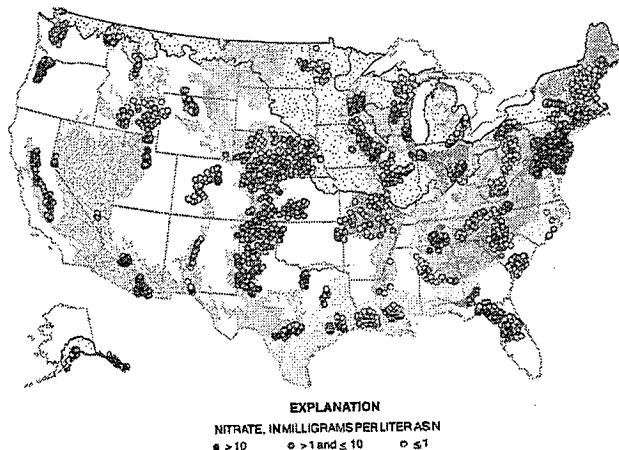 EXPLANATION
NITRATE, IN MILLIGRAMS PER LITER AS N
> 10 > 1 and ≤ 10 ≤ 1